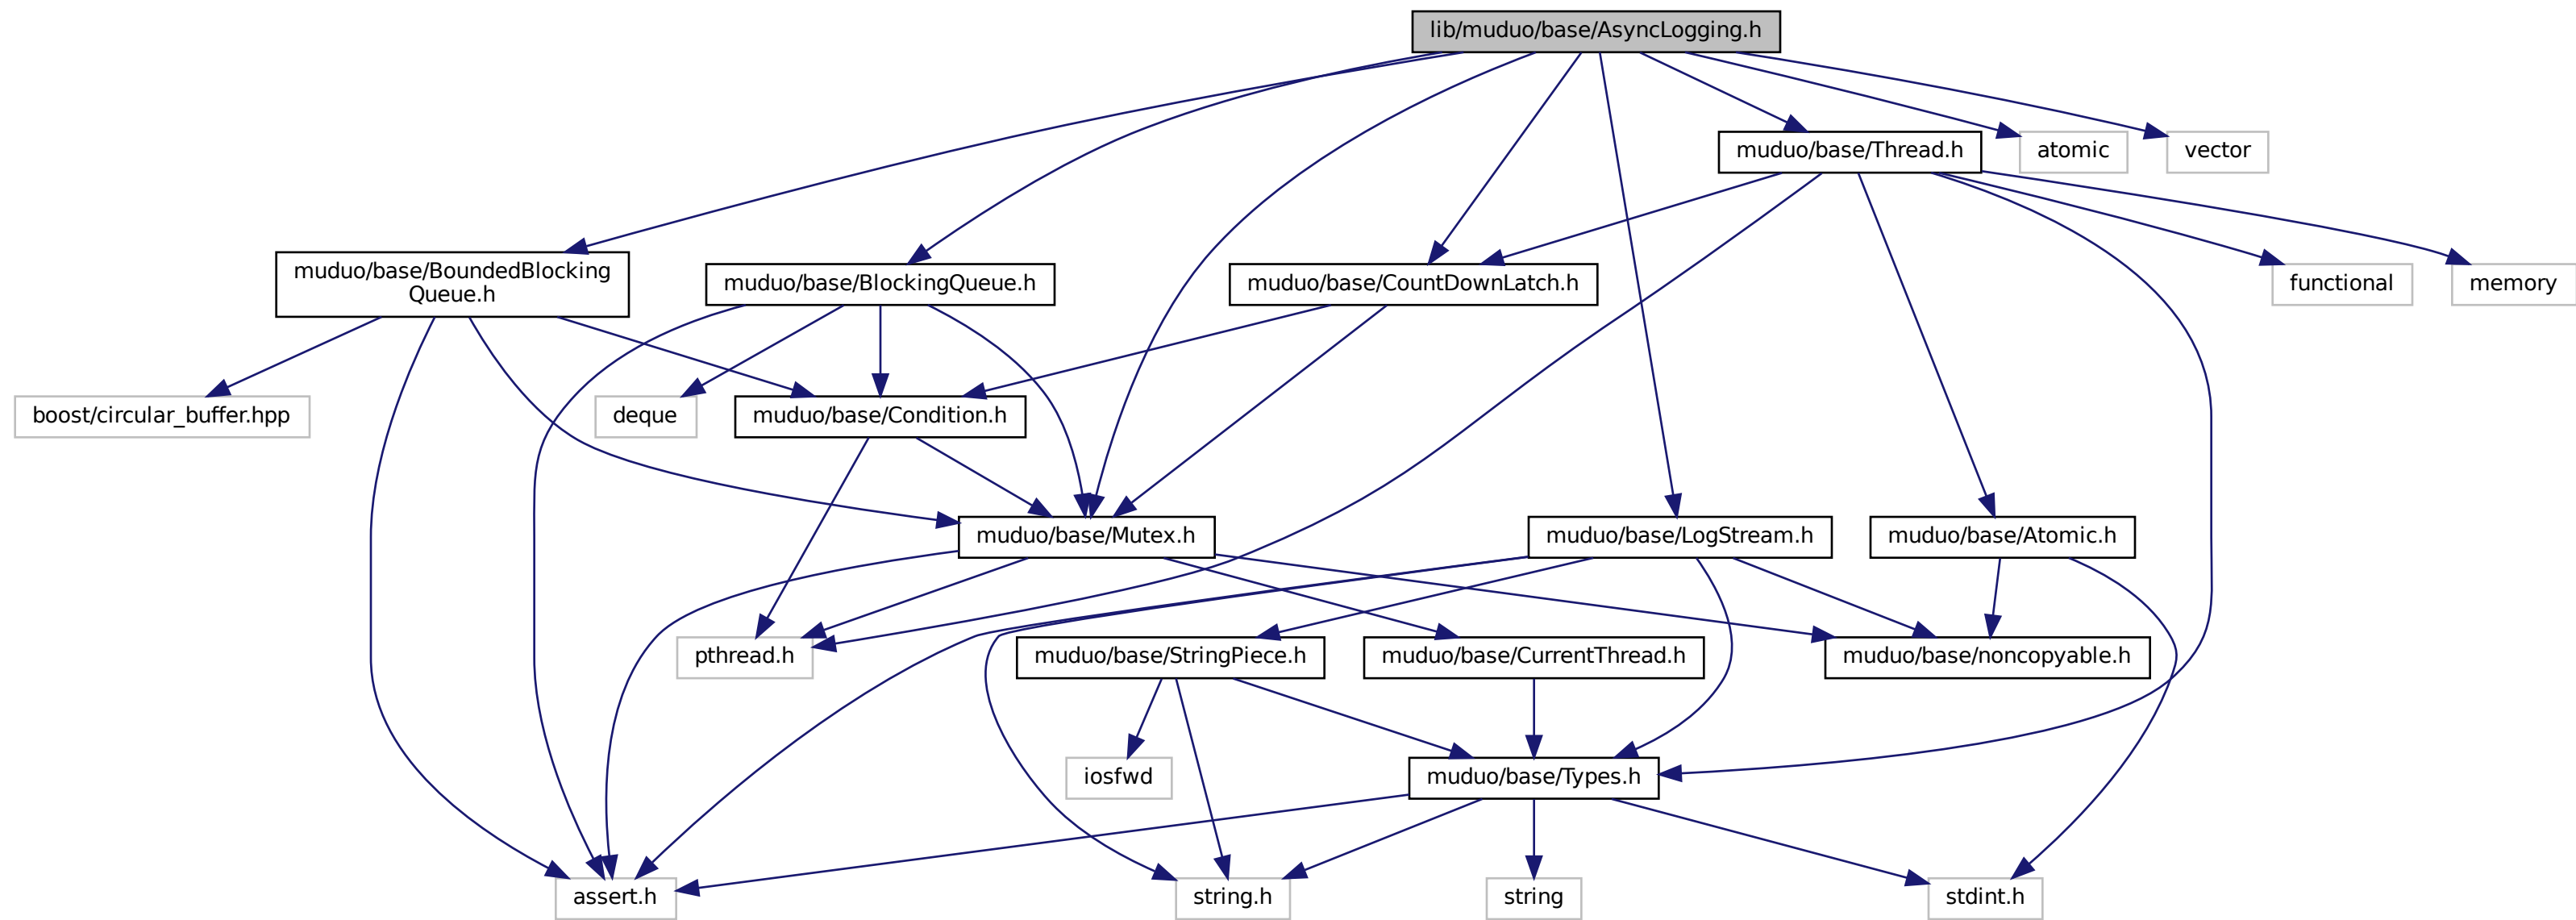 lib/muduo/base/AsyncLogging.h
muduo/base/Thread.h
atomic
vector
muduo/base/BoundedBlocking
Queue.h
muduo/base/BlockingQueue.h
muduo/base/CountDownLatch.h
functional
memory
boost/circular_buffer.hpp
deque
muduo/base/Condition.h
muduo/base/Mutex.h
muduo/base/LogStream.h
muduo/base/Atomic.h
pthread.h
muduo/base/StringPiece.h
muduo/base/CurrentThread.h
muduo/base/noncopyable.h
iosfwd
muduo/base/Types.h
assert.h
string.h
string
stdint.h